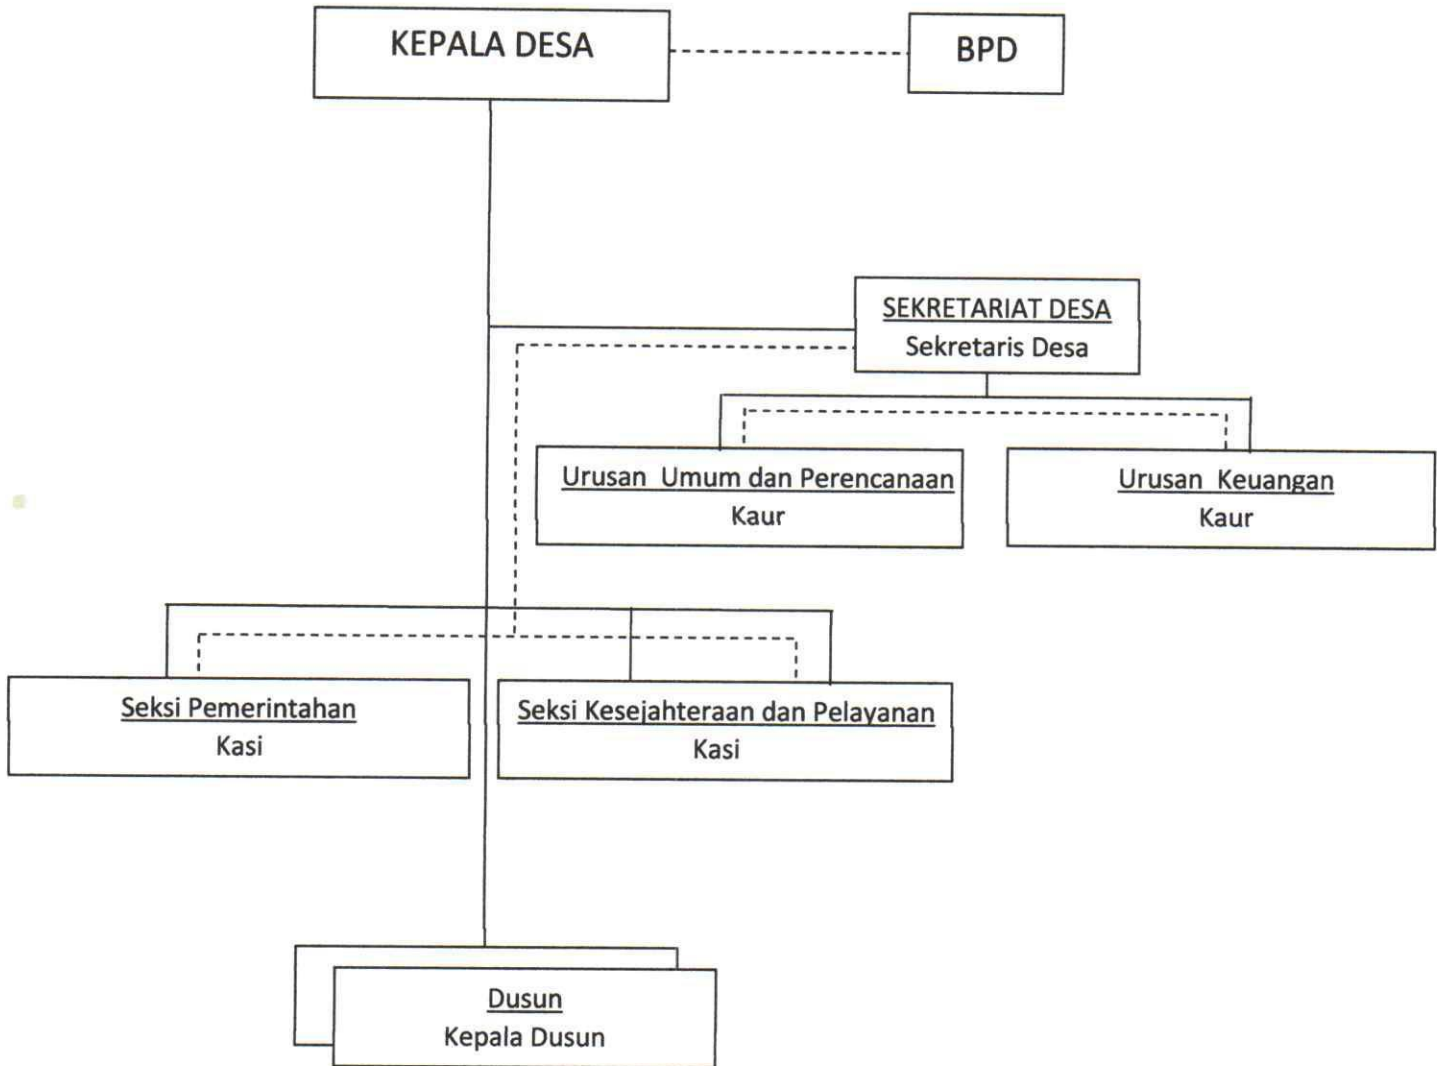 KEPALA DESA
BPD
SEKRETARIAT DESA
Sekretaris Desa
Urusan Umum dan Perencanaan
Kaur
Urusan Keuangan
Kaur
Seksi Pemerintahan
Kasi
Seksi Kesejahteraan dan Pelayanan
Kasi
Dusun
Kepala Dusun